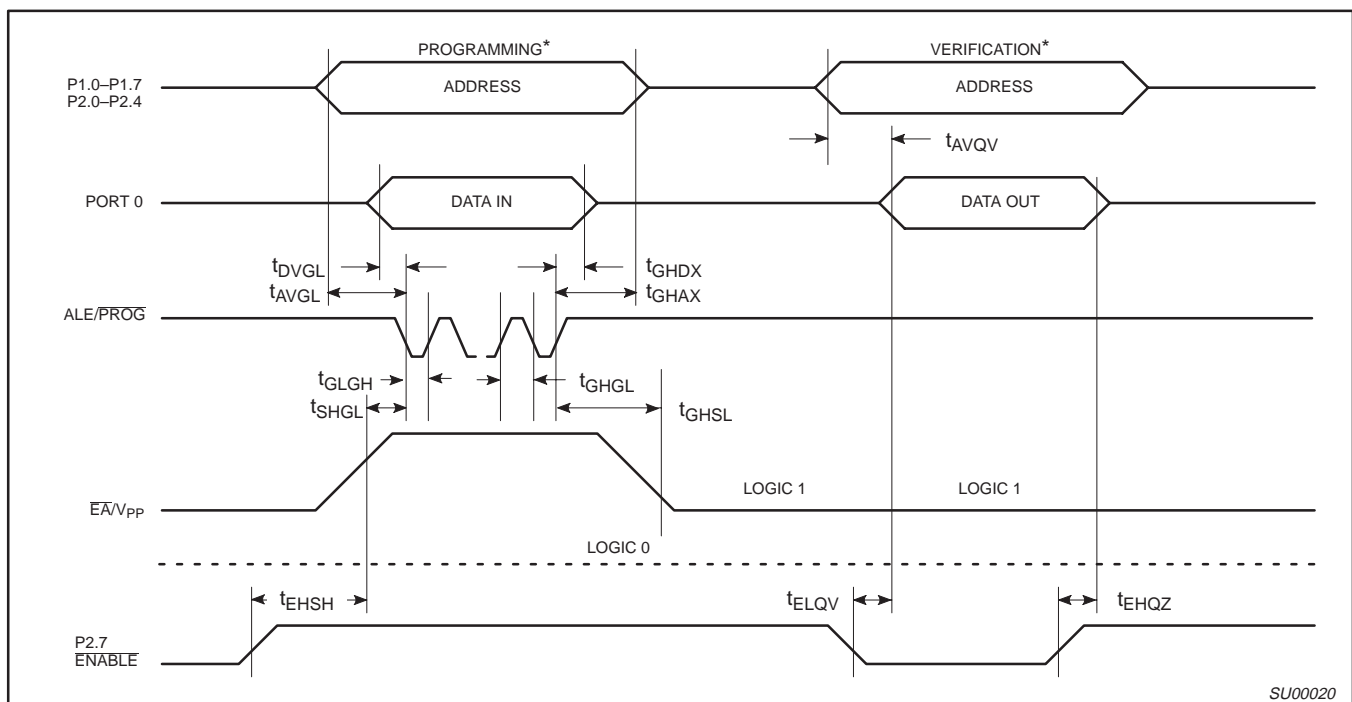 PROGRAMMING* VERIFICATION*
P1.0–P1.7
P2.0–P2.4
ADDRESS ADDRESS
tAVQV
PORT 0 DATA IN DATA OUT
tDVGL tGHDX
tAVGL tGHAX
ALE/PROG
tGLGH tGHGL
tSHGL tGHSL
LOGIC 1 LOGIC 1
EA/VPP
LOGIC 0
tEHSH tELQV tEHQZ
P2.7
ENABLE
SU00020